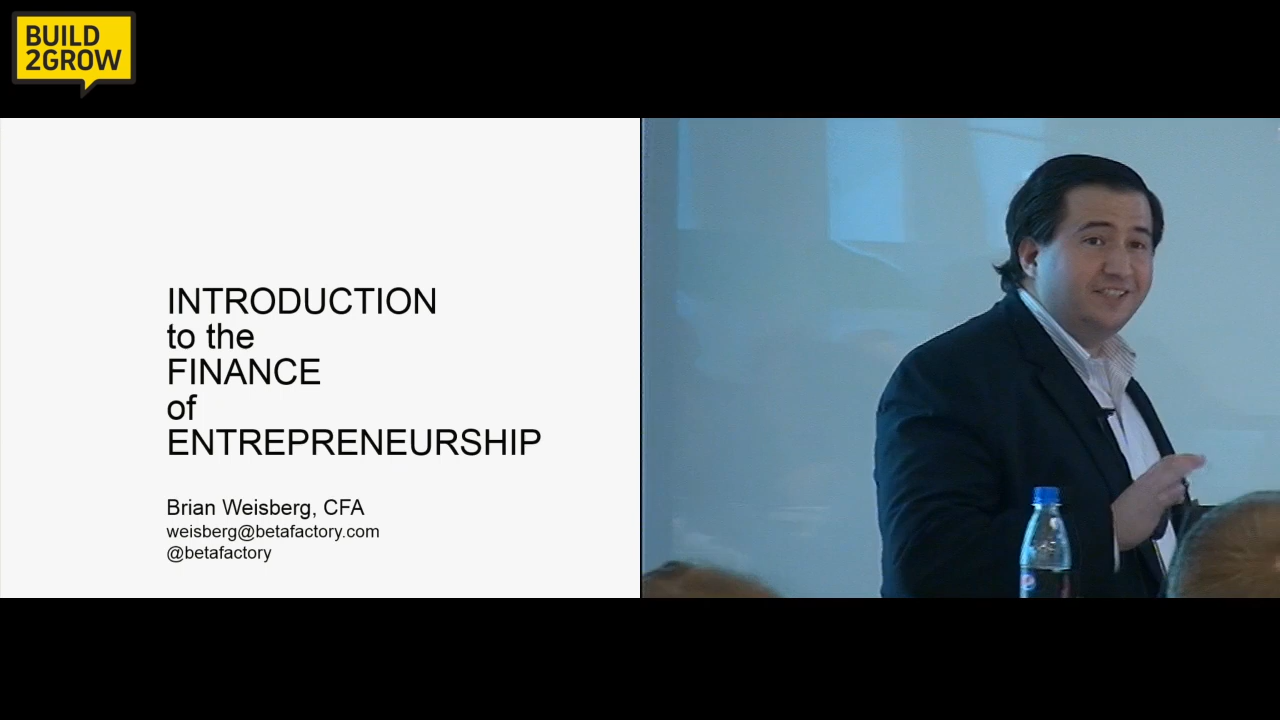 BUILD
2GROW
INTRODUCTION
to the
FINANCE
of
ENTREPRENEURSHIP
Brian Weisberg, CFA
weisberg@betafactory.com
@betafactory